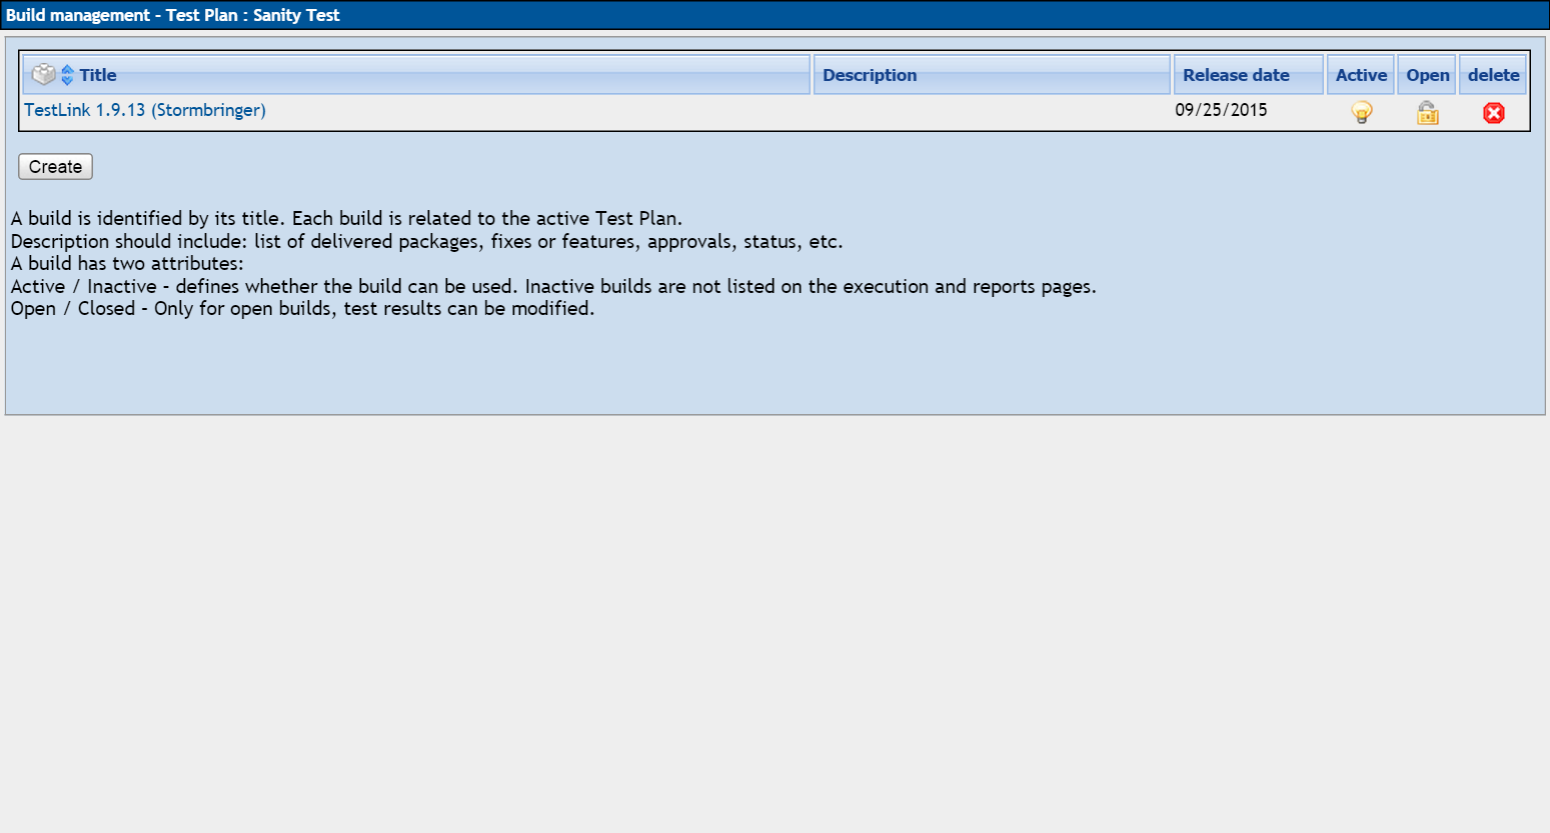 Build management - Test Plan : Sanity Test
Title Description Release date Active Open delete
TestLink 1.9.13 (Stormbringer) 09/25/2015
Create
A build is identified by its title. Each build is related to the active Test Plan.
Description should include: list of delivered packages, fixes or features, approvals, status, etc.
A build has two attributes:
Active / Inactive - defines whether the build can be used. Inactive builds are not listed on the execution and reports pages.
Open / Closed - Only for open builds, test results can be modified.